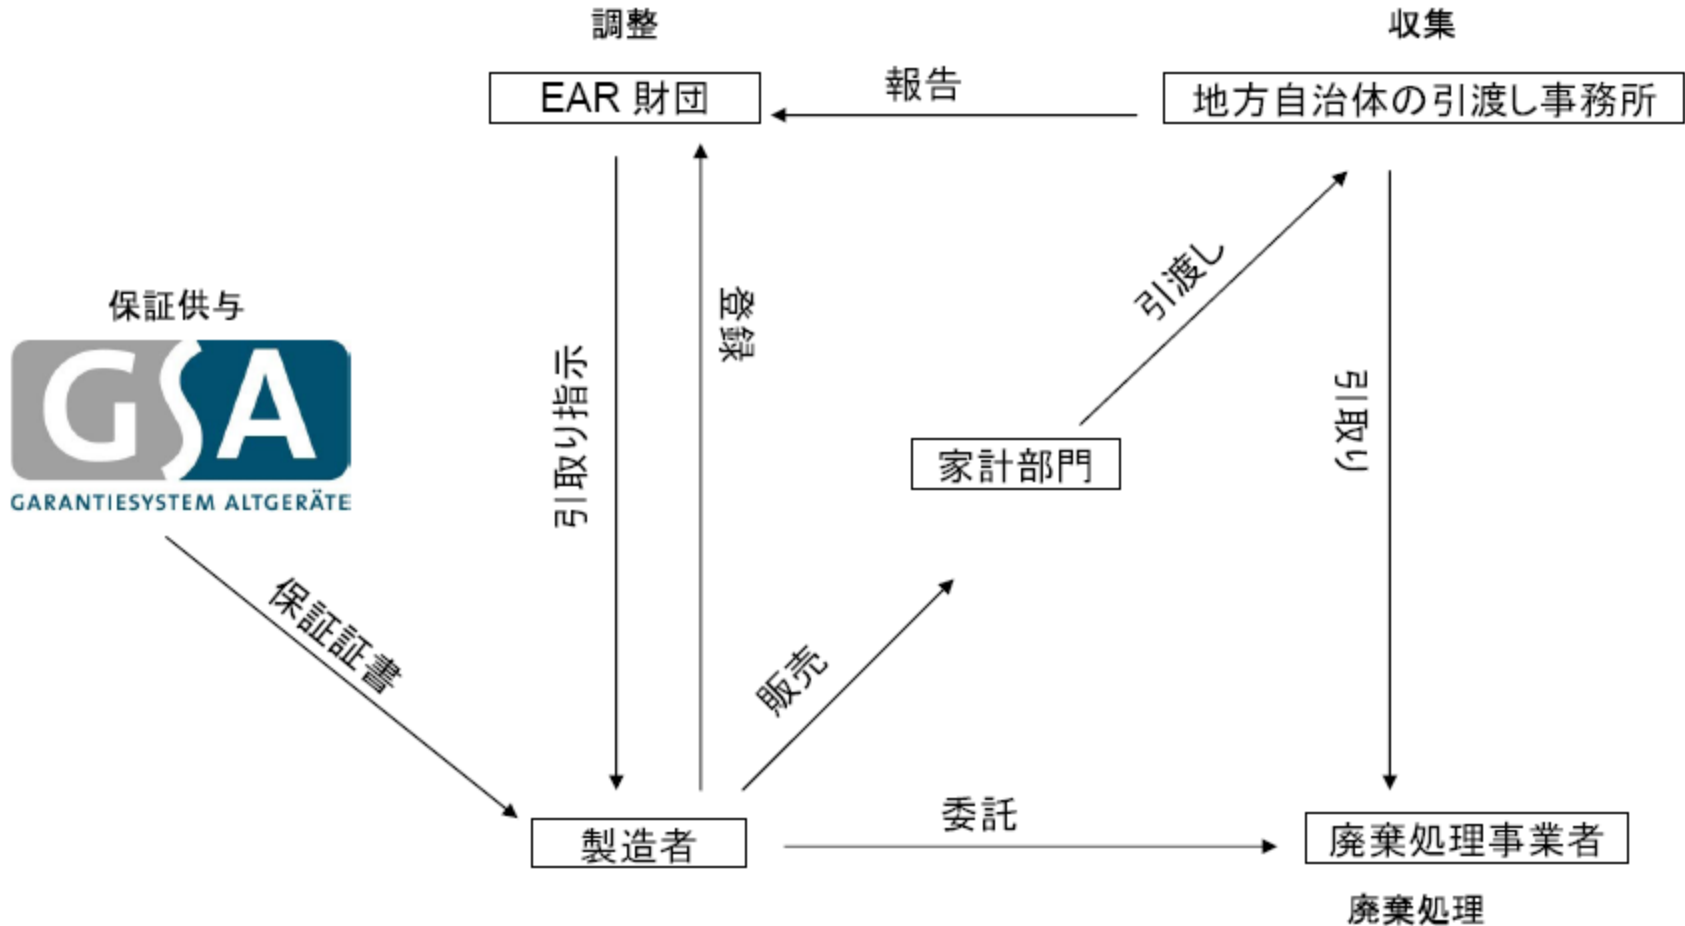 調整
収集
EAR 財団
報告
地方自治体の引渡し事務所
引渡し
登録
保証供与
GSA
GARANTIESYSTEM ALTGERÄTE
引取り指示
引取り
家計部門
保証証書
販売
委託
製造者
廃棄処理事業者
廃棄処理